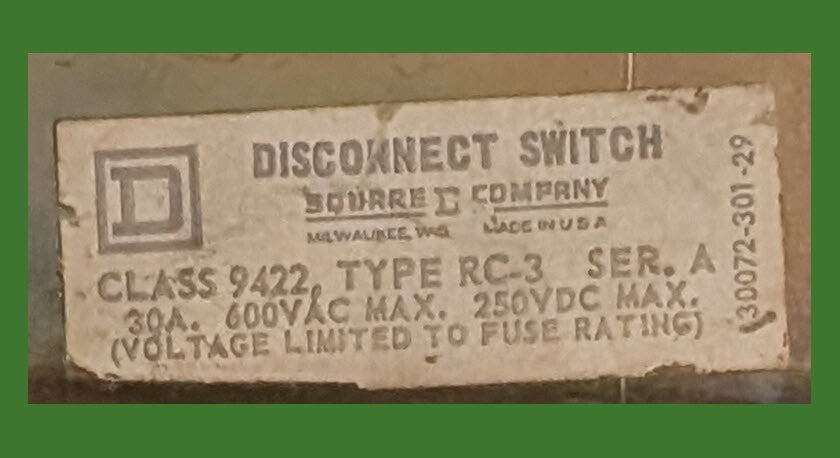 D
DISCONNECT SWITCH
SQUARE D COMPANY
MILWAUKEE, WIS. MADE IN U S A
CLASS 9422, TYPE RC-3 SER. A
30A. 600VAC MAX. 250VDC MAX.
(VOLTAGE LIMITED TO FUSE RATING)
30072-301-29